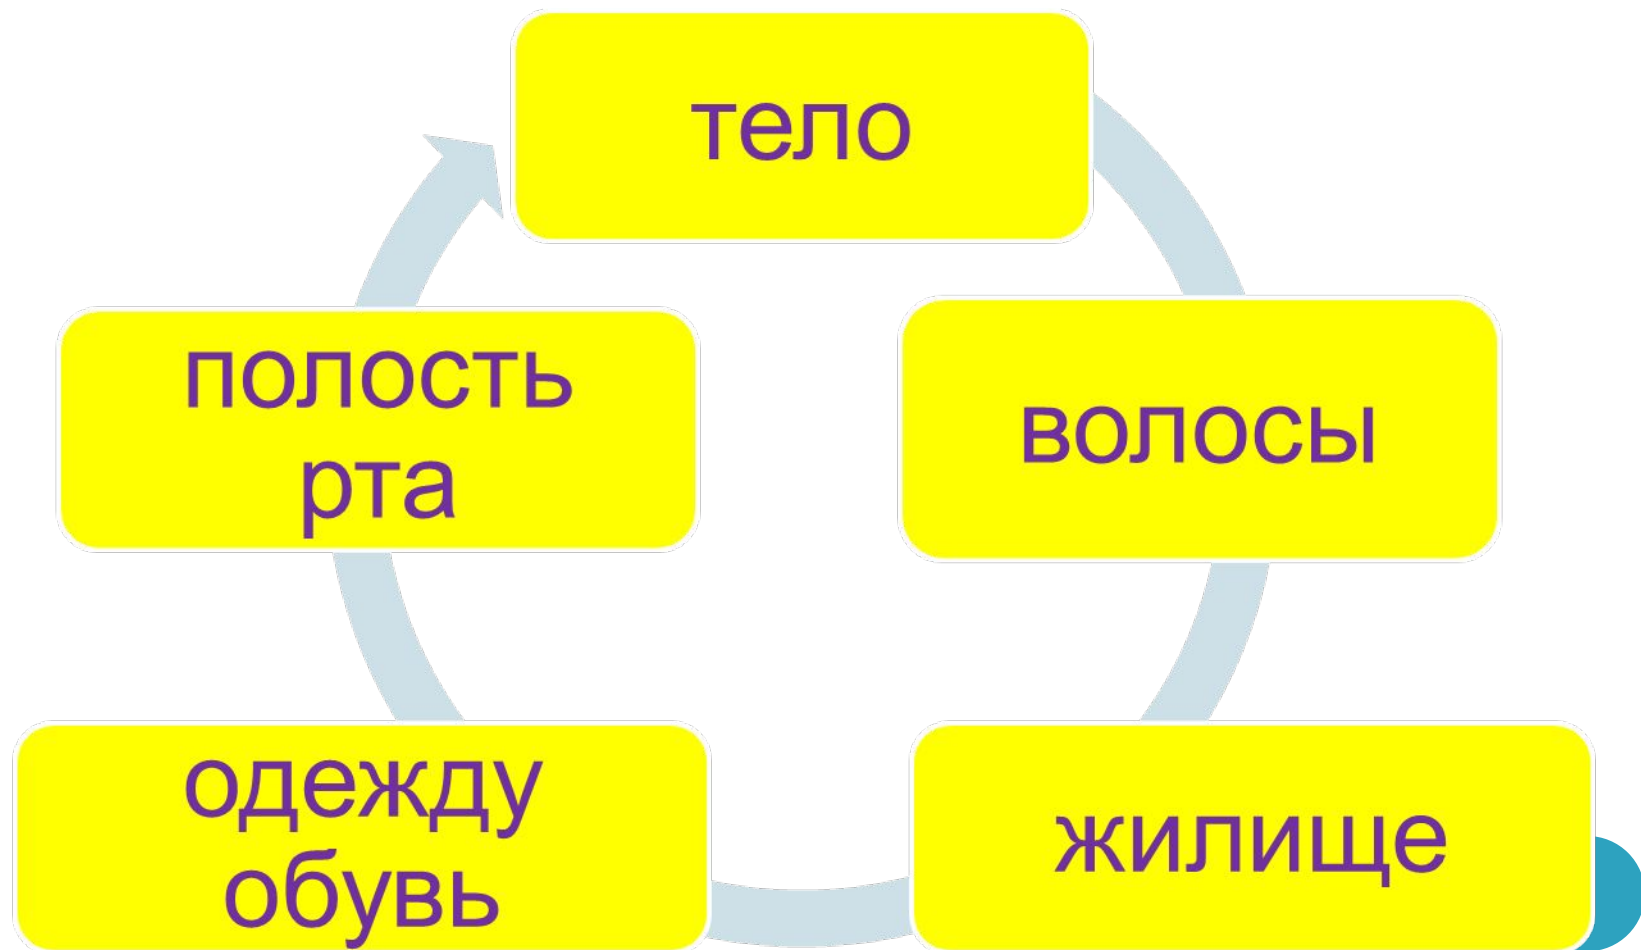 тело
волосы
жилище
одежду
обувь
полость
рта